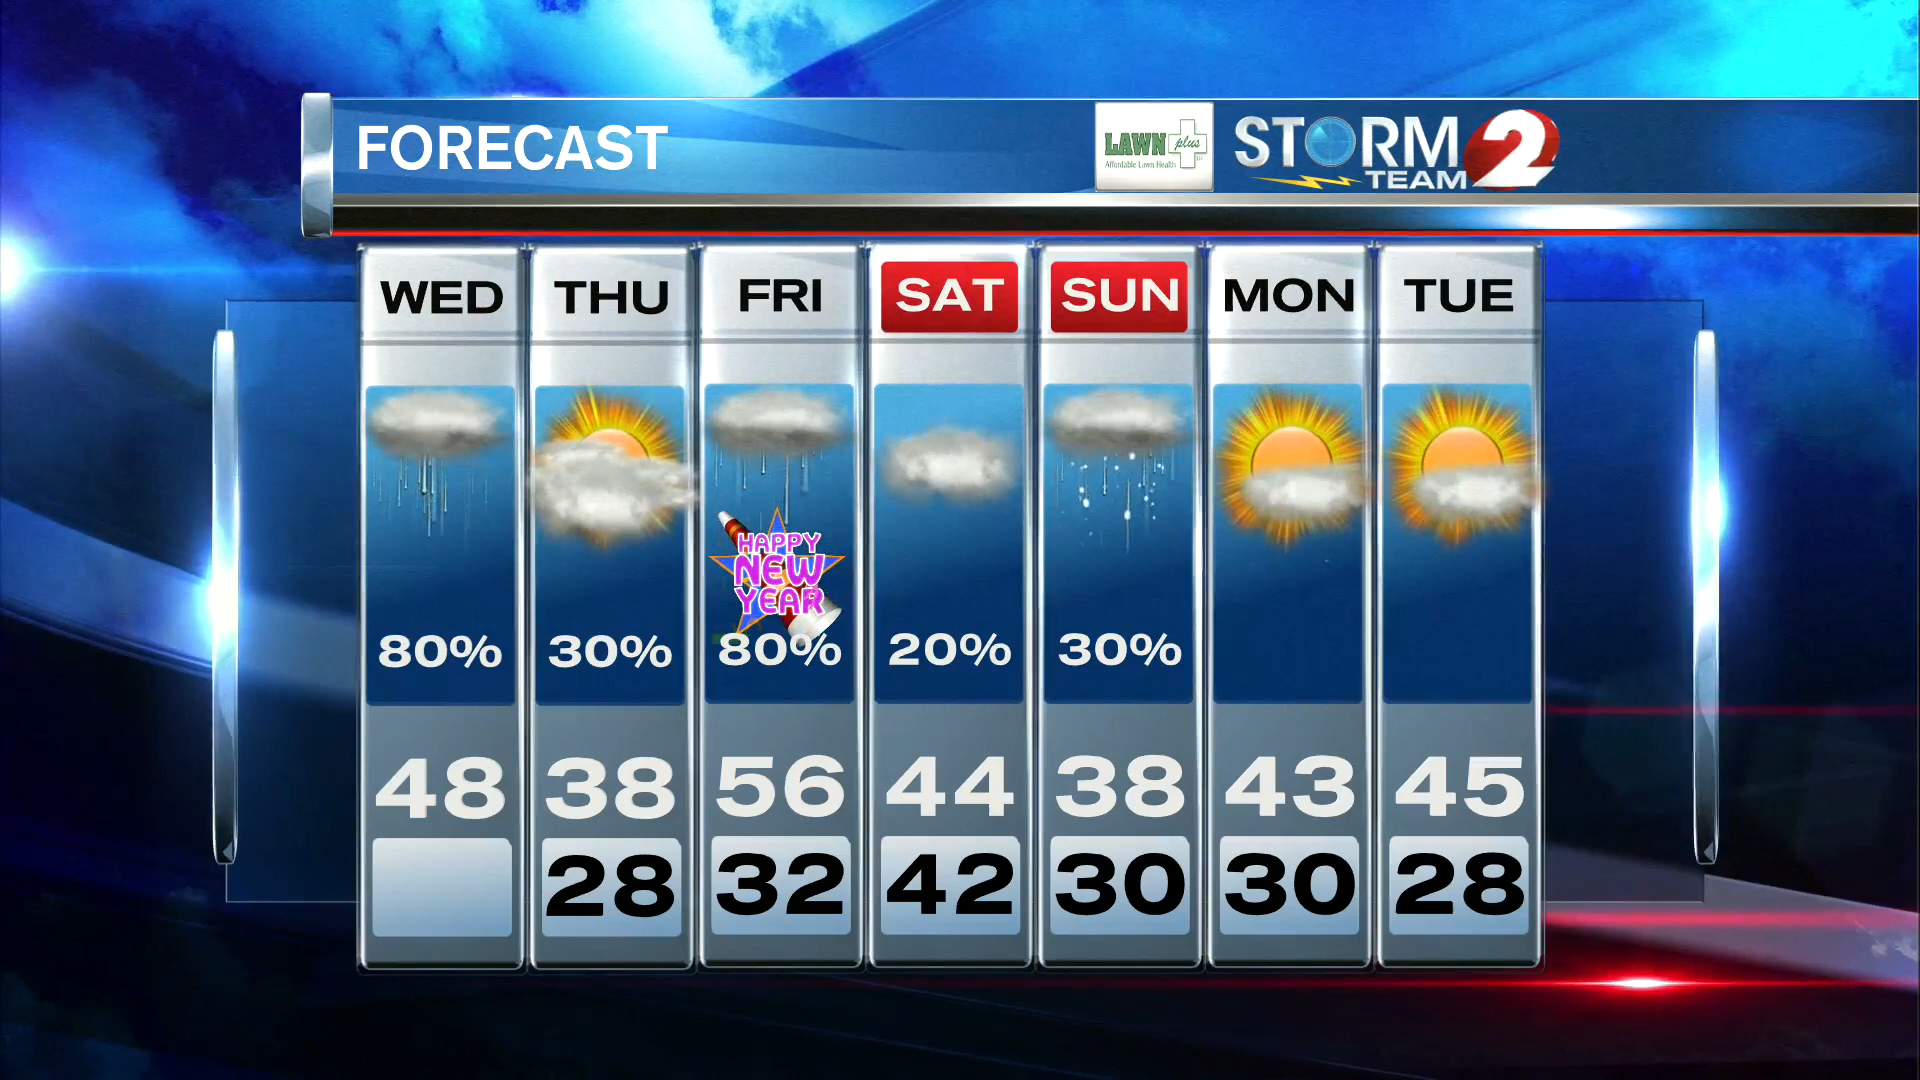 FORECAST
LAWN plus
Affordable Lawn Health
STORM
TEAM 2
WED THU FRI SAT SUN MON TUE
HAPPY
NEW
YEAR
80% 30% 80% 20% 30%
48 38 56 44 38 43 45
28 32 42 30 30 28